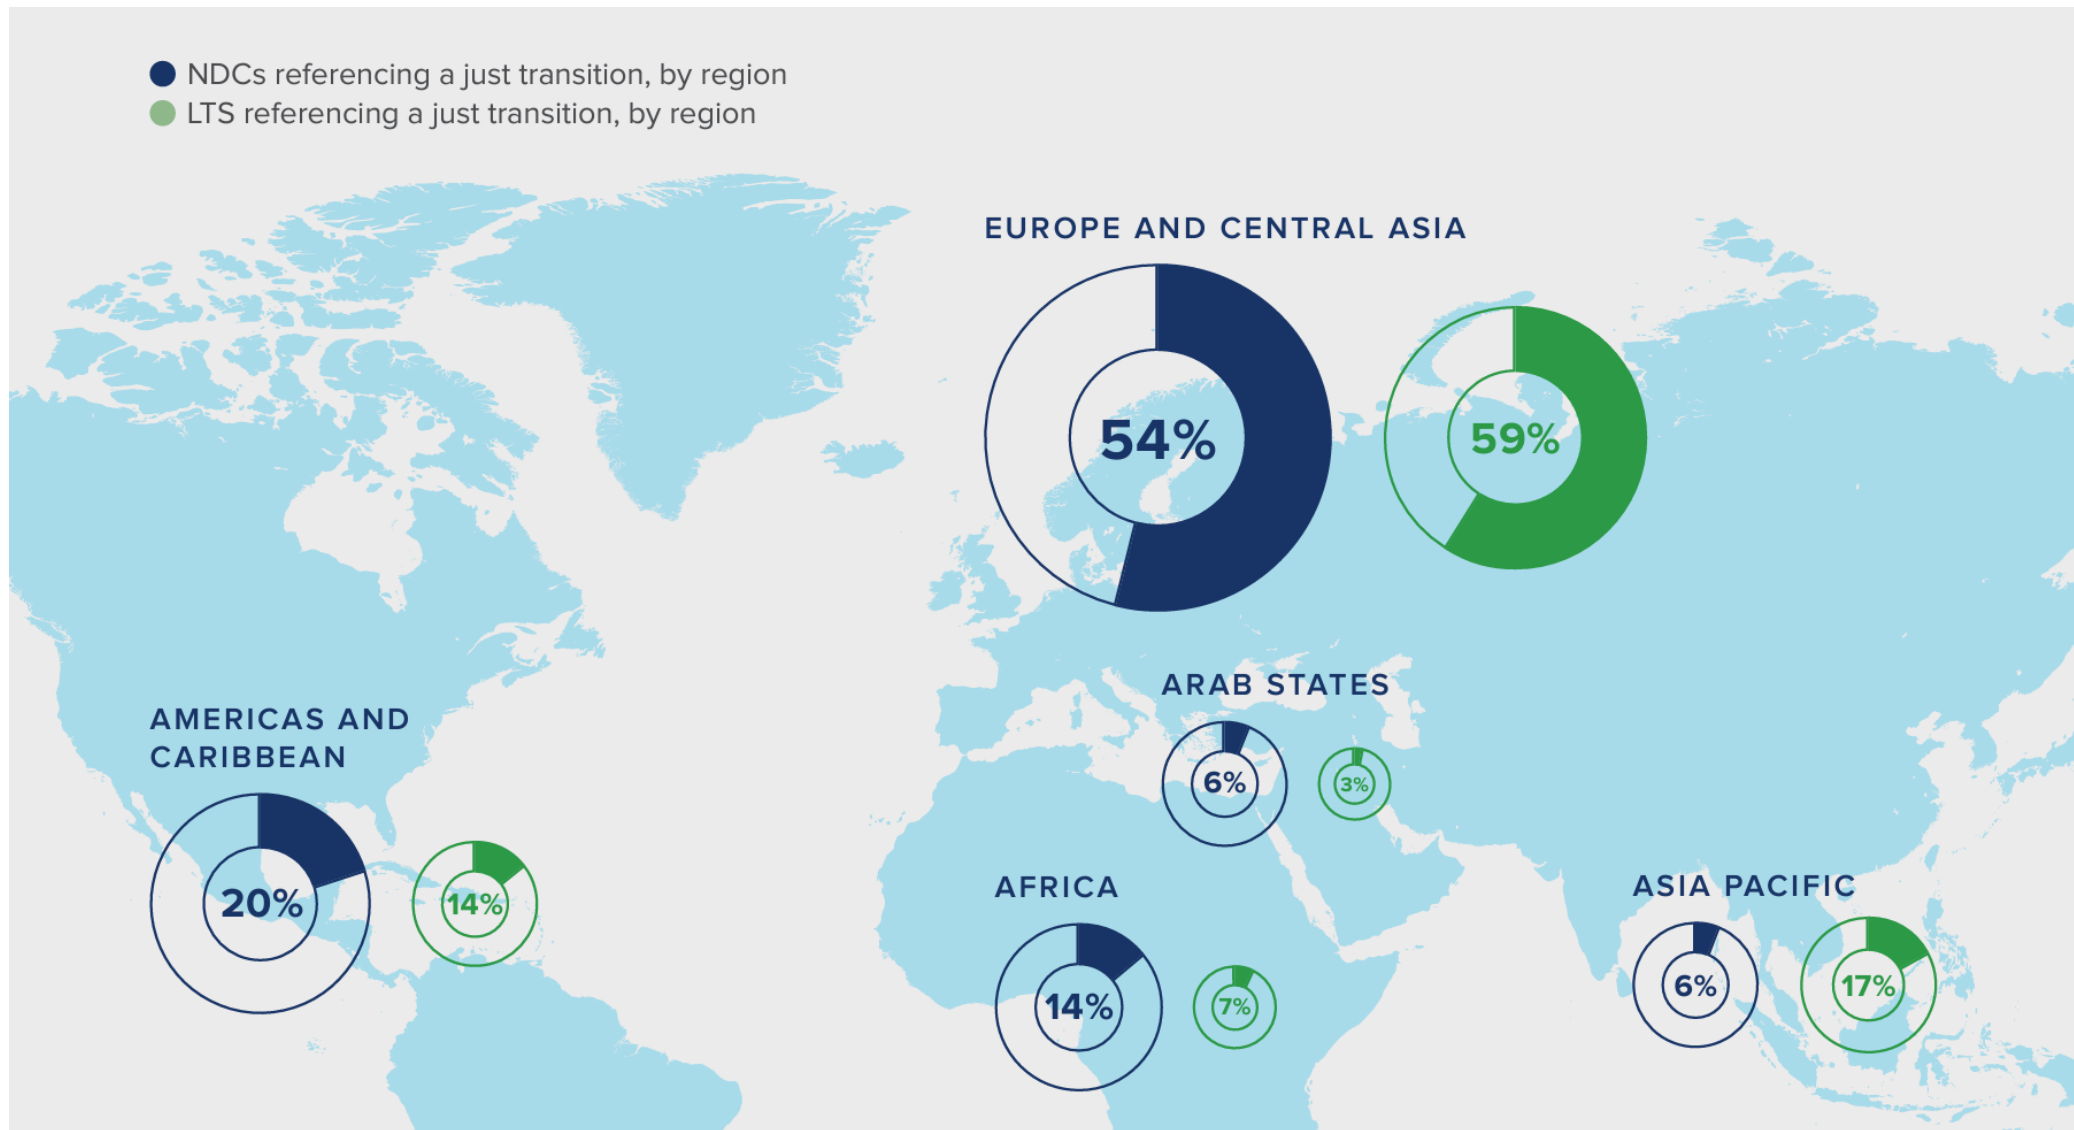 NDCs referencing a just transition, by region
LTS referencing a just transition, by region
EUROPE AND CENTRAL ASIA
54%
59%
ARAB STATES
6%
3%
AMERICAS AND
CARIBBEAN
20%
14%
AFRICA
14%
7%
ASIA PACIFIC
6%
17%